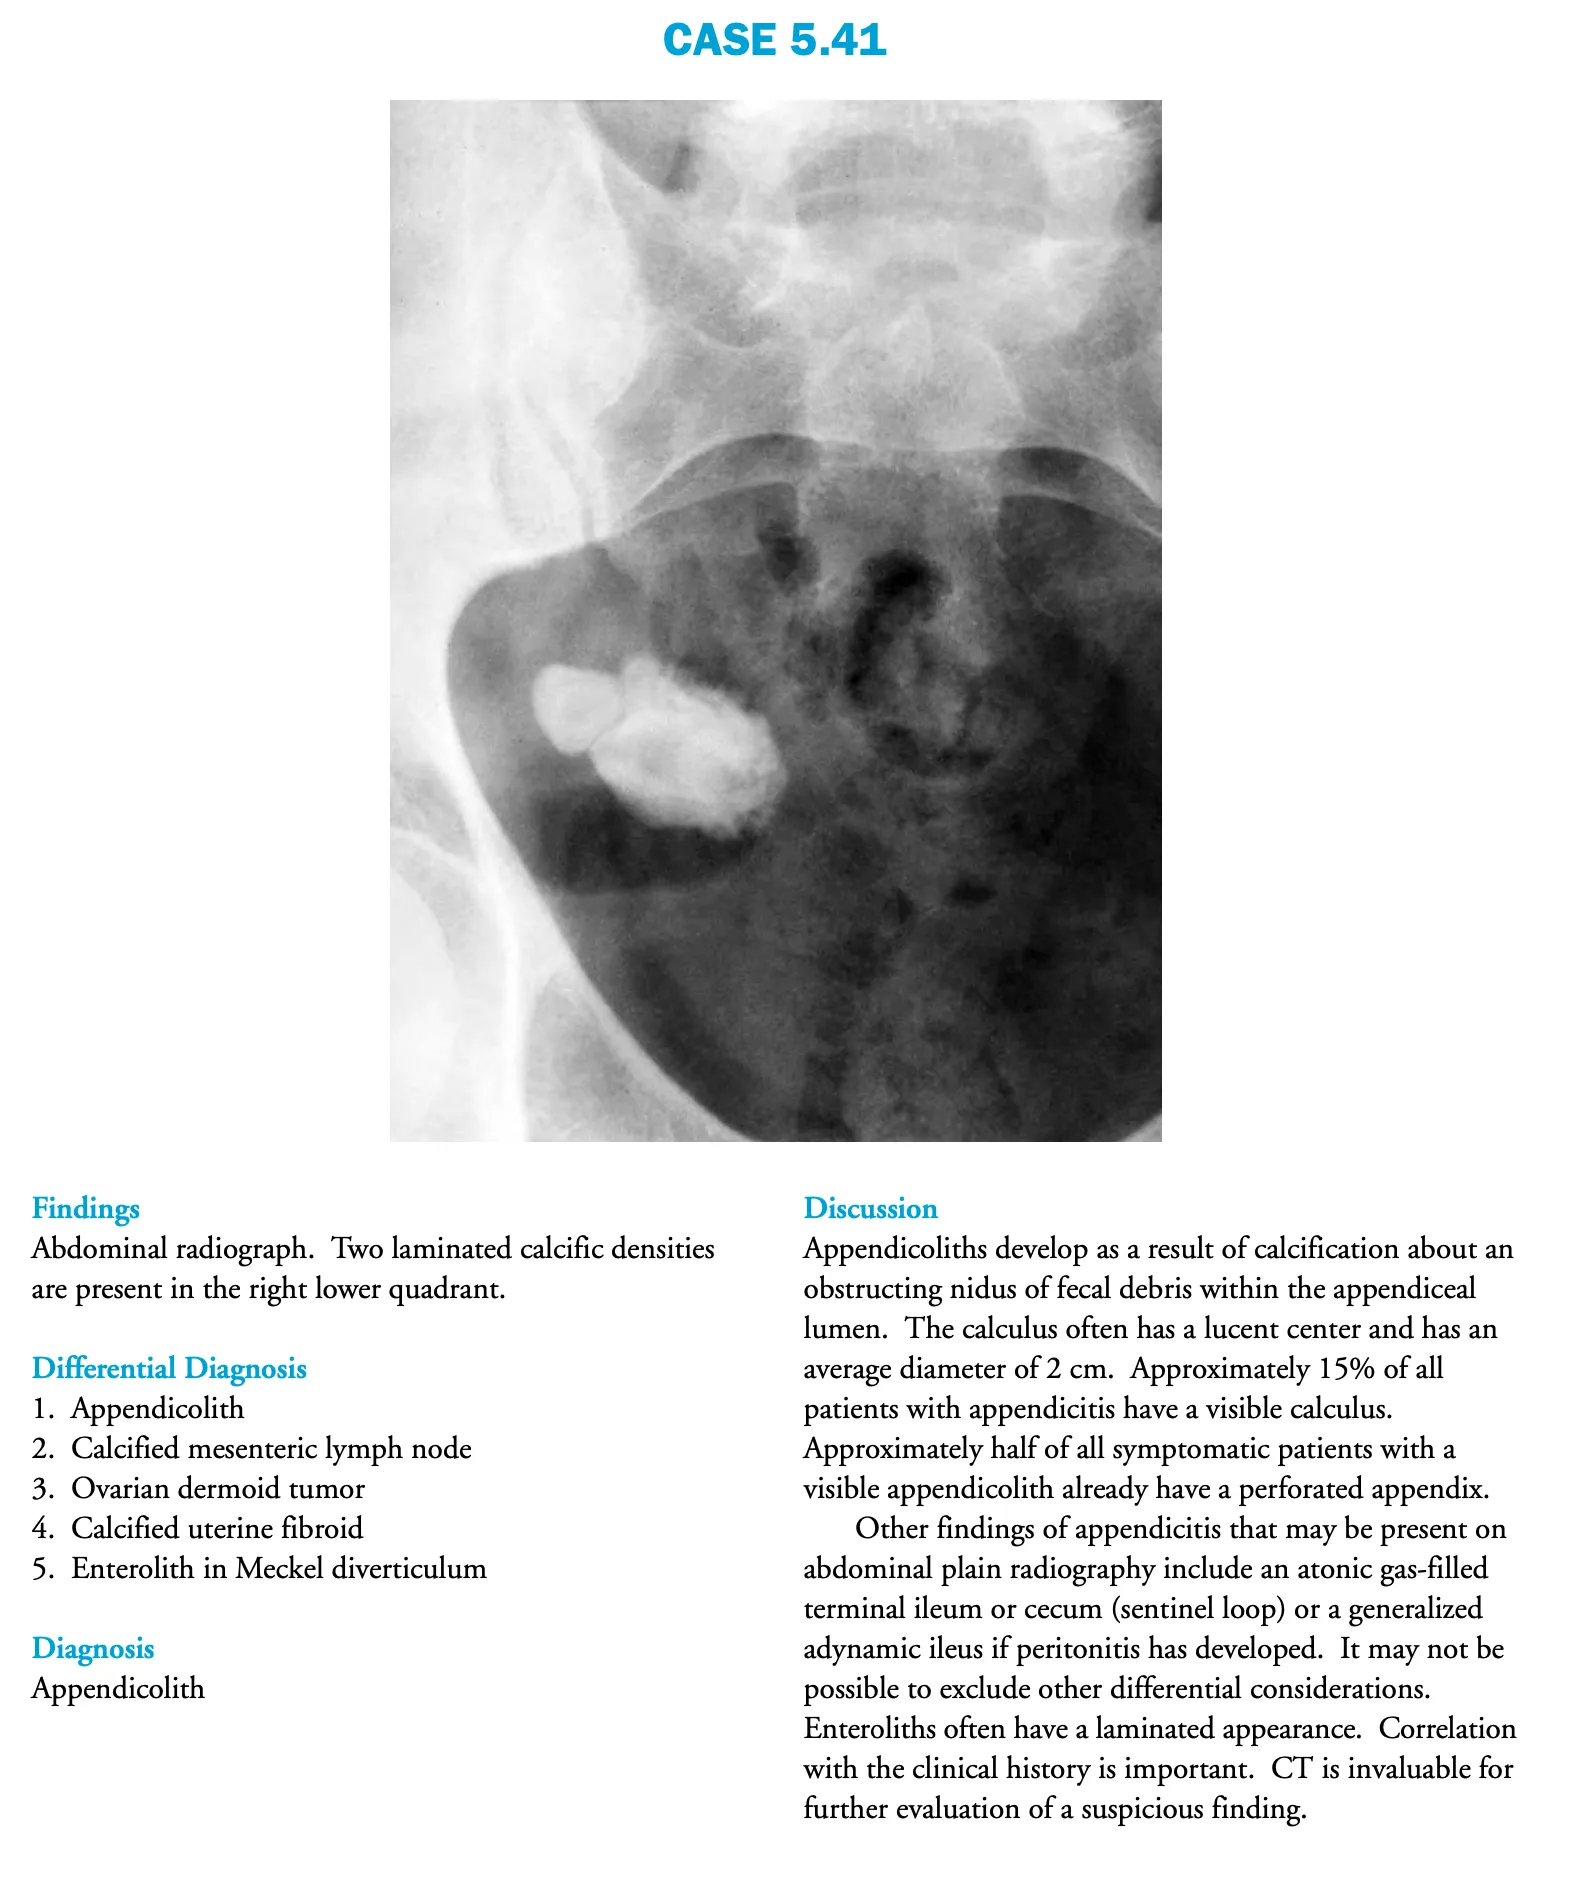 CASE 5.41
Findings
Abdominal radiograph.  Two laminated calcific densities
are present in the right lower quadrant.
Differential Diagnosis
1.  Appendicolith
2.  Calcified mesenteric lymph node
3.  Ovarian dermoid tumor
4.  Calcified uterine fibroid
5.  Enterolith in Meckel diverticulum
Diagnosis
Appendicolith
Discussion
Appendicoliths develop as a result of calcification about an
obstructing nidus of fecal debris within the appendiceal
lumen.  The calculus often has a lucent center and has an
average diameter of 2 cm.  Approximately 15% of all
patients with appendicitis have a visible calculus.
Approximately half of all symptomatic patients with a
visible appendicolith already have a perforated appendix.
Other findings of appendicitis that may be present on
abdominal plain radiography include an atonic gas-filled
terminal ileum or cecum (sentinel loop) or a generalized
adynamic ileus if peritonitis has developed.  It may not be
possible to exclude other differential considerations.
Enteroliths often have a laminated appearance.  Correlation
with the clinical history is important.  CT is invaluable for
further evaluation of a suspicious finding.